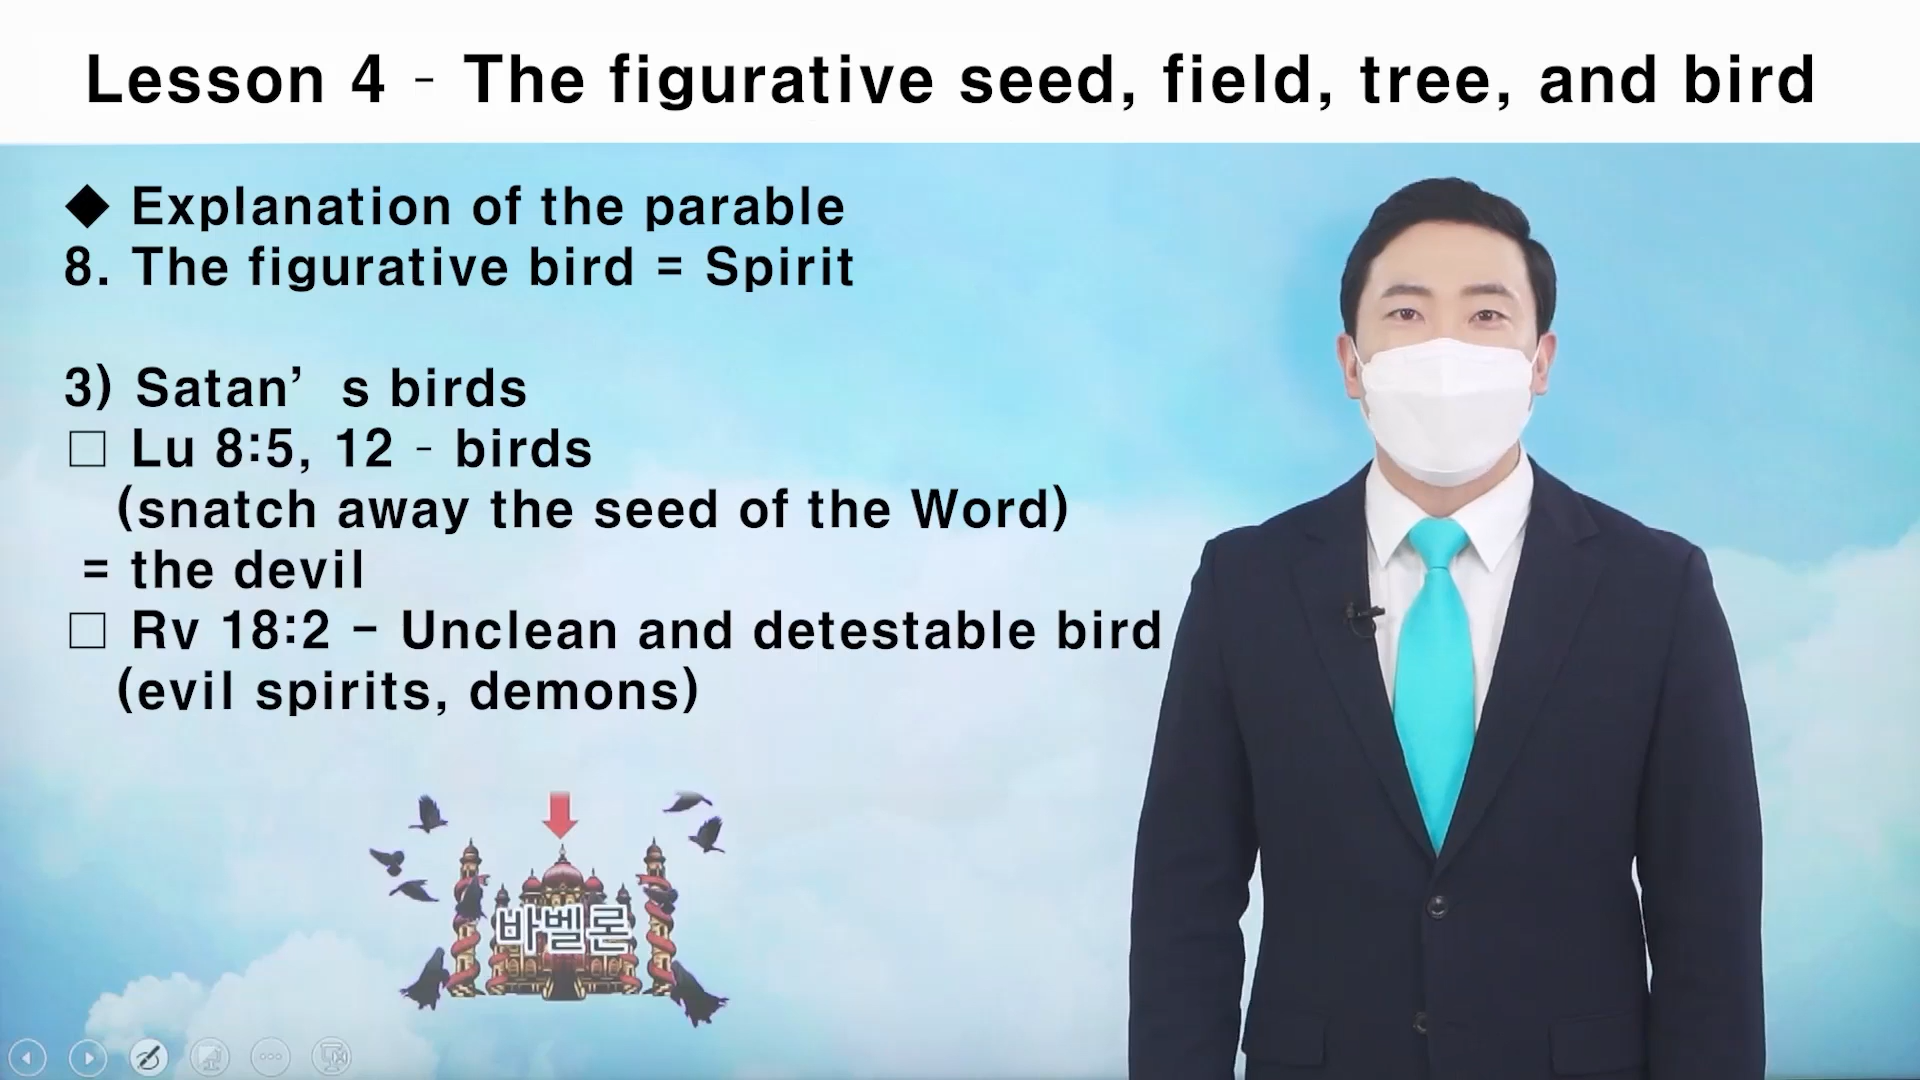 Lesson 4 - The figurative seed, field, tree, and bird
◆ Explanation of the parable
8. The figurative bird = Spirit
3) Satan’ s birds
□ Lu 8:5, 12 - birds
(snatch away the seed of the Word)
= the devil
□ Rv 18:2 – Unclean and detestable bird
(evil spirits, demons)
바벨론